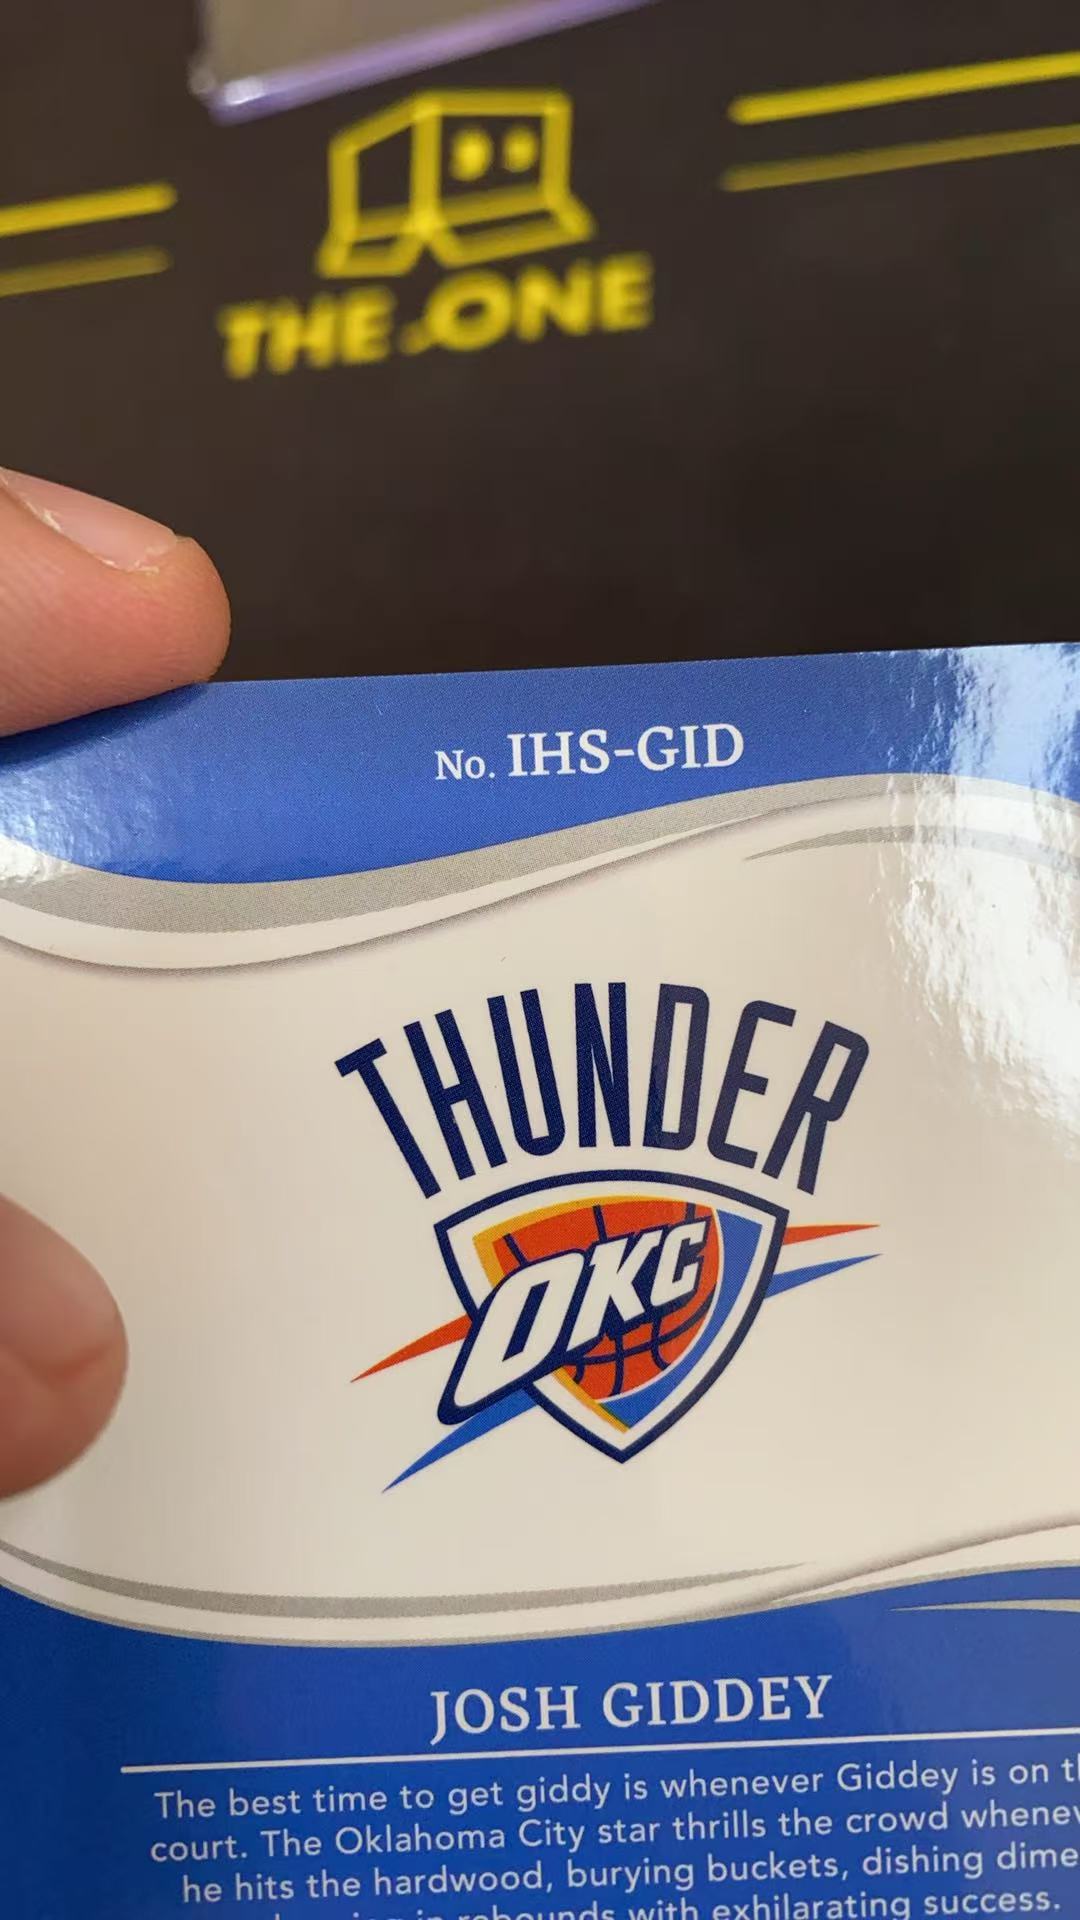 THE ONE
No. IHS-GID
THUNDER
OKC
JOSH GIDDEY
The best time to get giddy is whenever Giddey is on
court. The Oklahoma City star thrills the crowd
he hits the hardwood, burying buckets, dishing
in rebounds with exhilarating success.